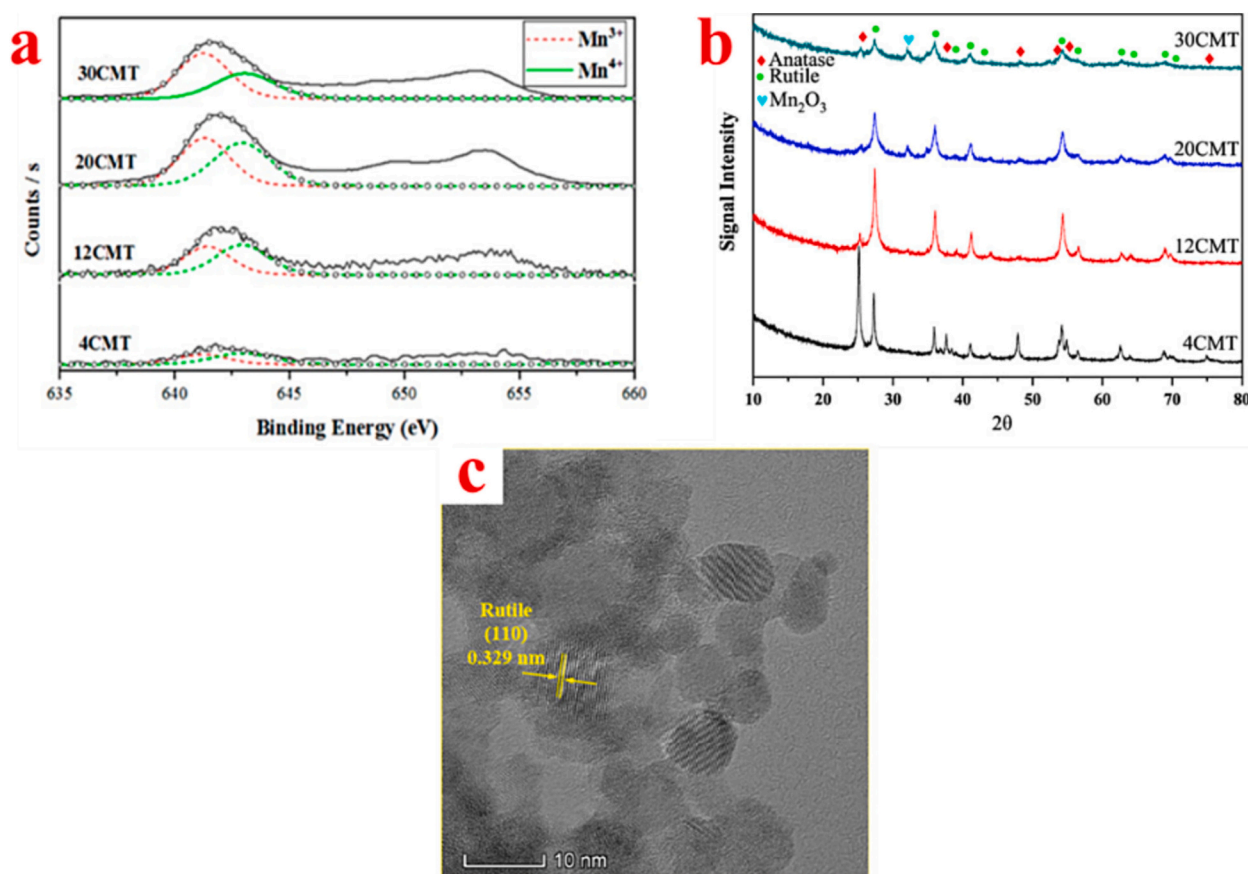 a
Mn³⁺
Mn⁴⁺
30CMT
20CMT
12CMT
4CMT
Counts / s
635 640 645 650 655 660
Binding Energy (eV)
b
30CMT
Anatase
Rutile
Mn₂O₃
20CMT
12CMT
4CMT
Signal Intensity
10 20 30 40 50 60 70 80
2θ
c
Rutile
(110)
0.329 nm
10 nm